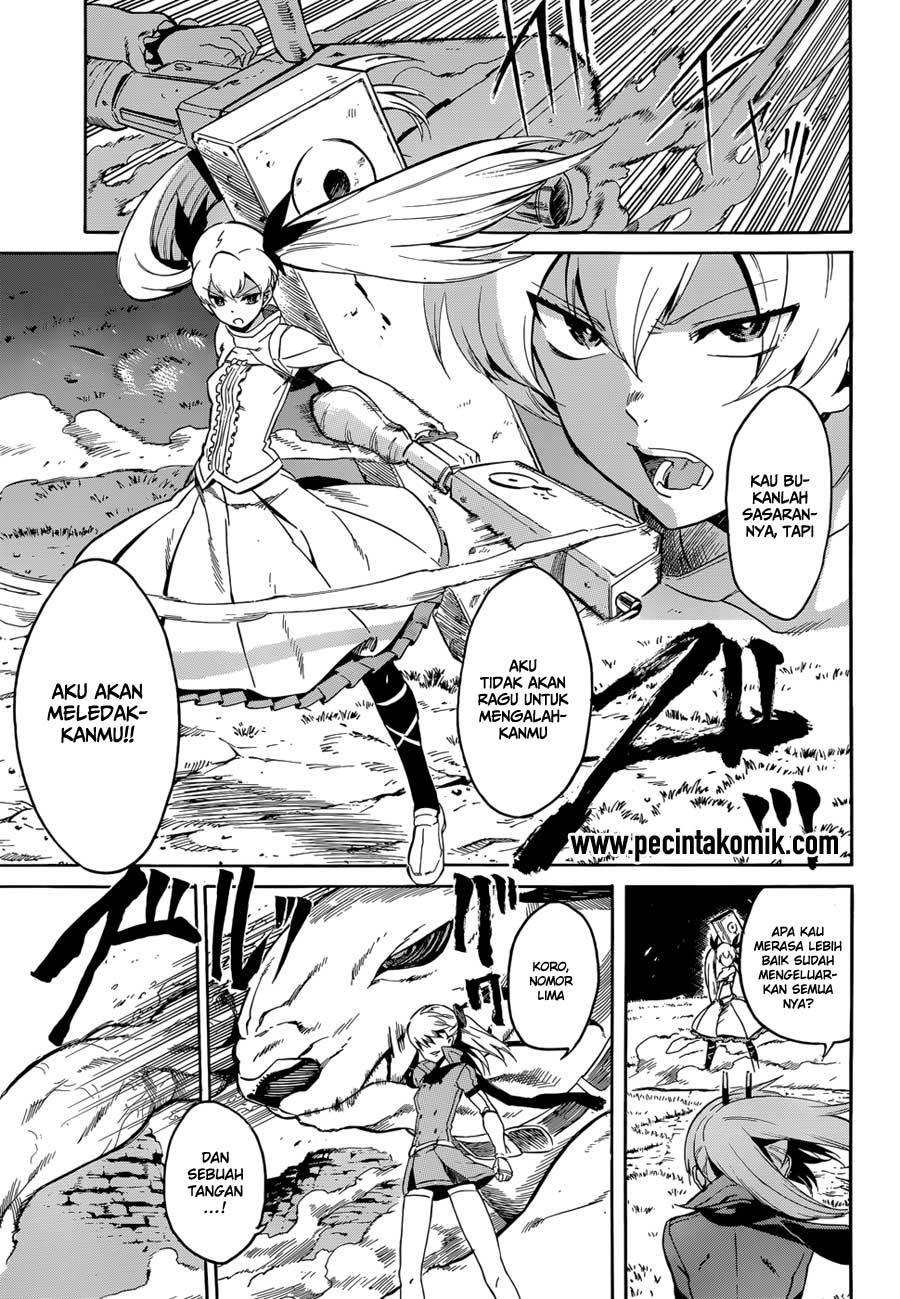 KAU BU-
KANLAH
SASARAN-
NYA, TAPI
AKU
TIDAK AKAN
RAGU UNTUK
MENGALAH-
KANMU
AKU AKAN
MELEDAK-
KANMU!!
www.pecintakomik.com
APA KAU
MERASA LEBIH
BAIK SUDAH
MENGELUAR-
KAN SEMUA
NYA?
KORO,
NOMOR
LIMA
DAN
SEBUAH
TANGAN
...!